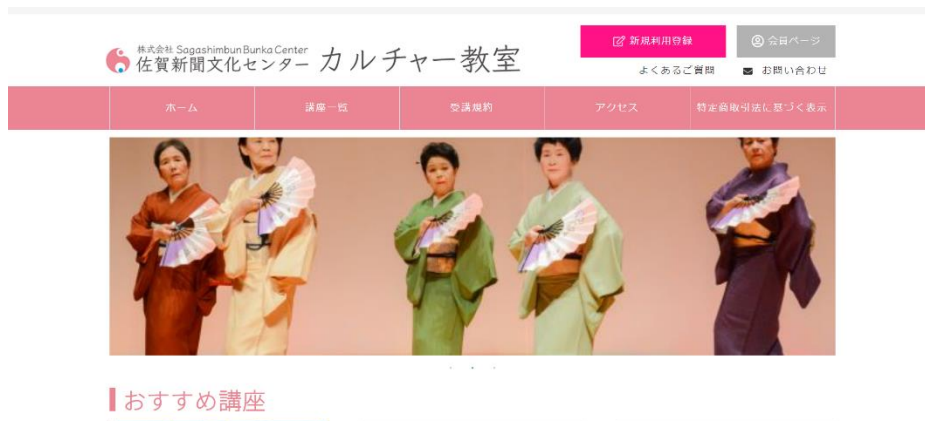 新規利用登録
会員ページ
株式会社 Sagashimbun Bunka Center
佐賀新聞文化センター カルチャー教室
よくあるご質問
お問い合わせ
ホーム
講座一覧
受講規約
アクセス
特定商取引法に基づく表示
おすすめ講座